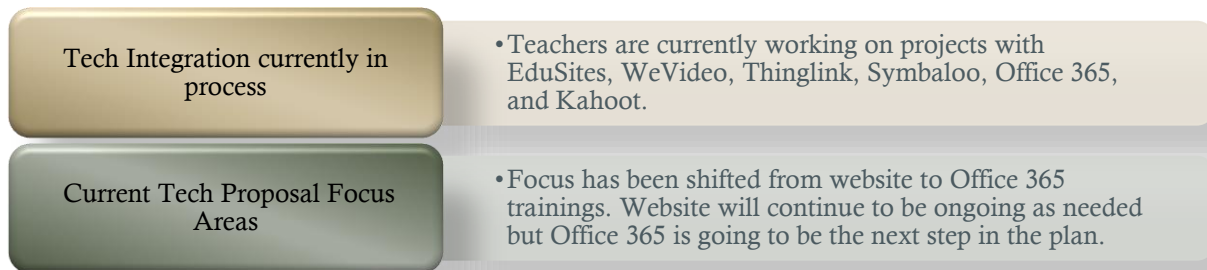 Tech Integration currently in
process
•Teachers are currently working on projects with
EduSites, WeVideo, Thinglink, Symbaloo, Office 365,
and Kahoot.
Current Tech Proposal Focus
Areas
•Focus has been shifted from website to Office 365
trainings. Website will continue to be ongoing as needed
but Office 365 is going to be the next step in the plan.